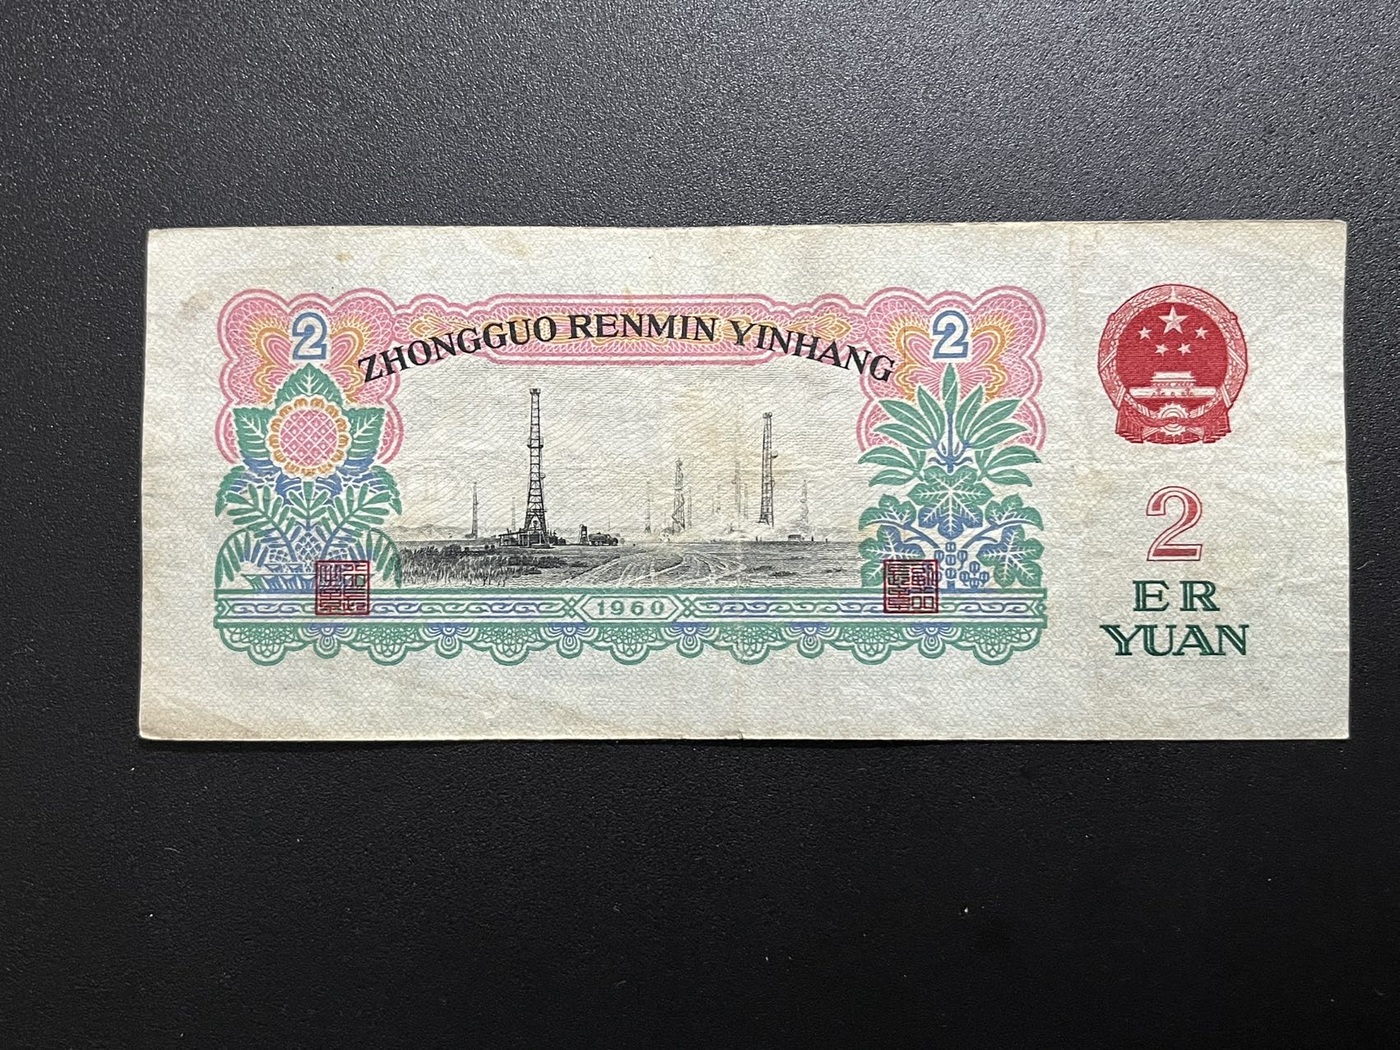 2
2
ZHONGGUO RENMIN YINHANG
1960
2
ER
YUAN